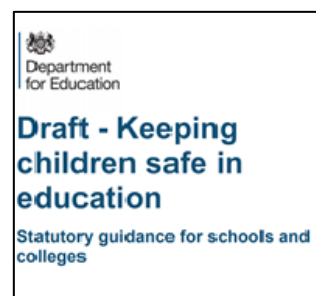 Department
for Education
Draft - Keeping
children safe in
education
Statutory guidance for schools and
colleges